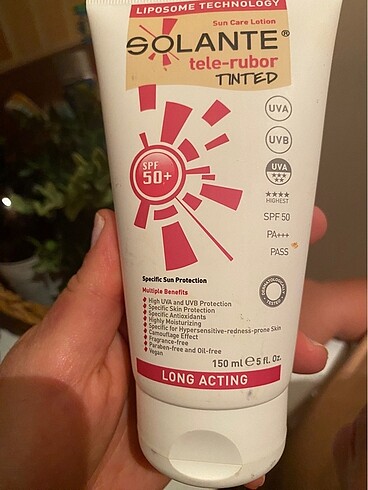 LIPOSOME TECHNOLOGY
Sun Care Lotion
SOLANTE®
tele-rubor
TINTED
UVA
UVB
SPF
50+
UVA
HIGHEST
SPF 50
PA+++
PASS
Specific Sun Protection
Multiple Benefits
High UVA and UVB Protection
Specific Skin Protection
Specific Antioxidants
Highly Moisturizing
Specific for Hypersensitive-redness-prone Skin
Camouflage Effect
Fragrance-free
Paraben-free and Oil-free
Vegan
150 ml ℮ 5 fl. oz.
LONG ACTING